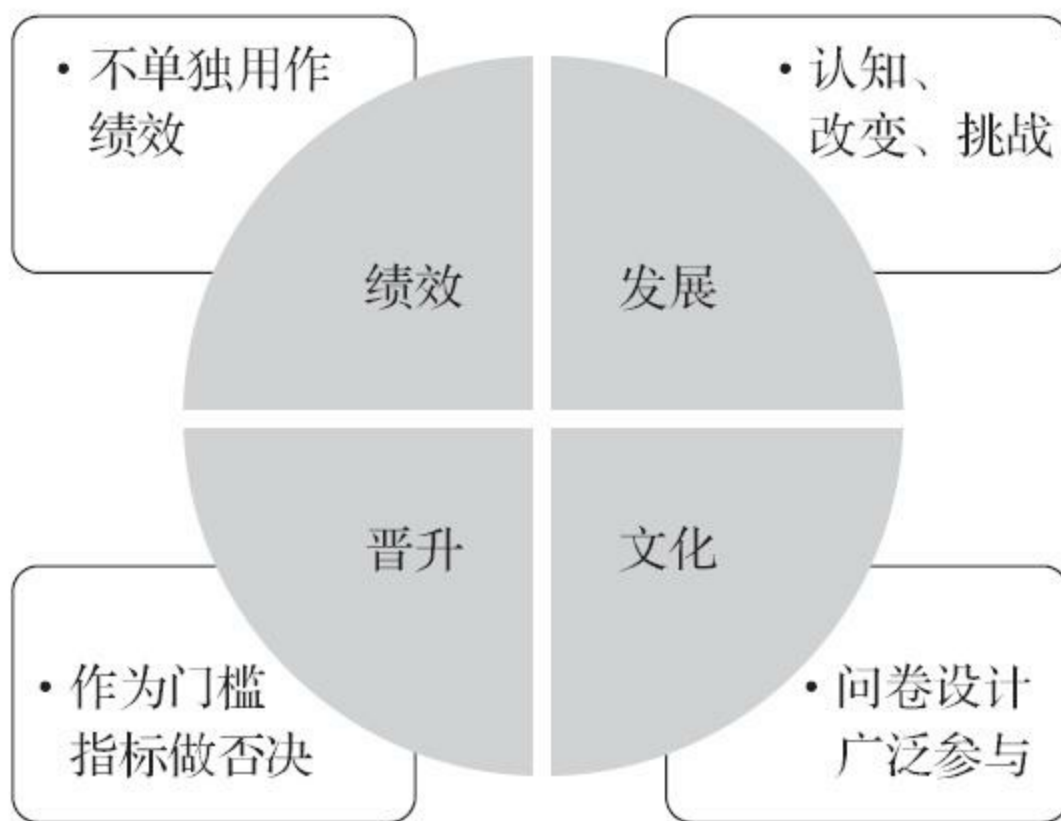 • 不单独用作
绩效
• 认知、
改变、挑战
绩效
发展
晋升
文化
• 作为门槛
指标做否决
• 问卷设计
广泛参与